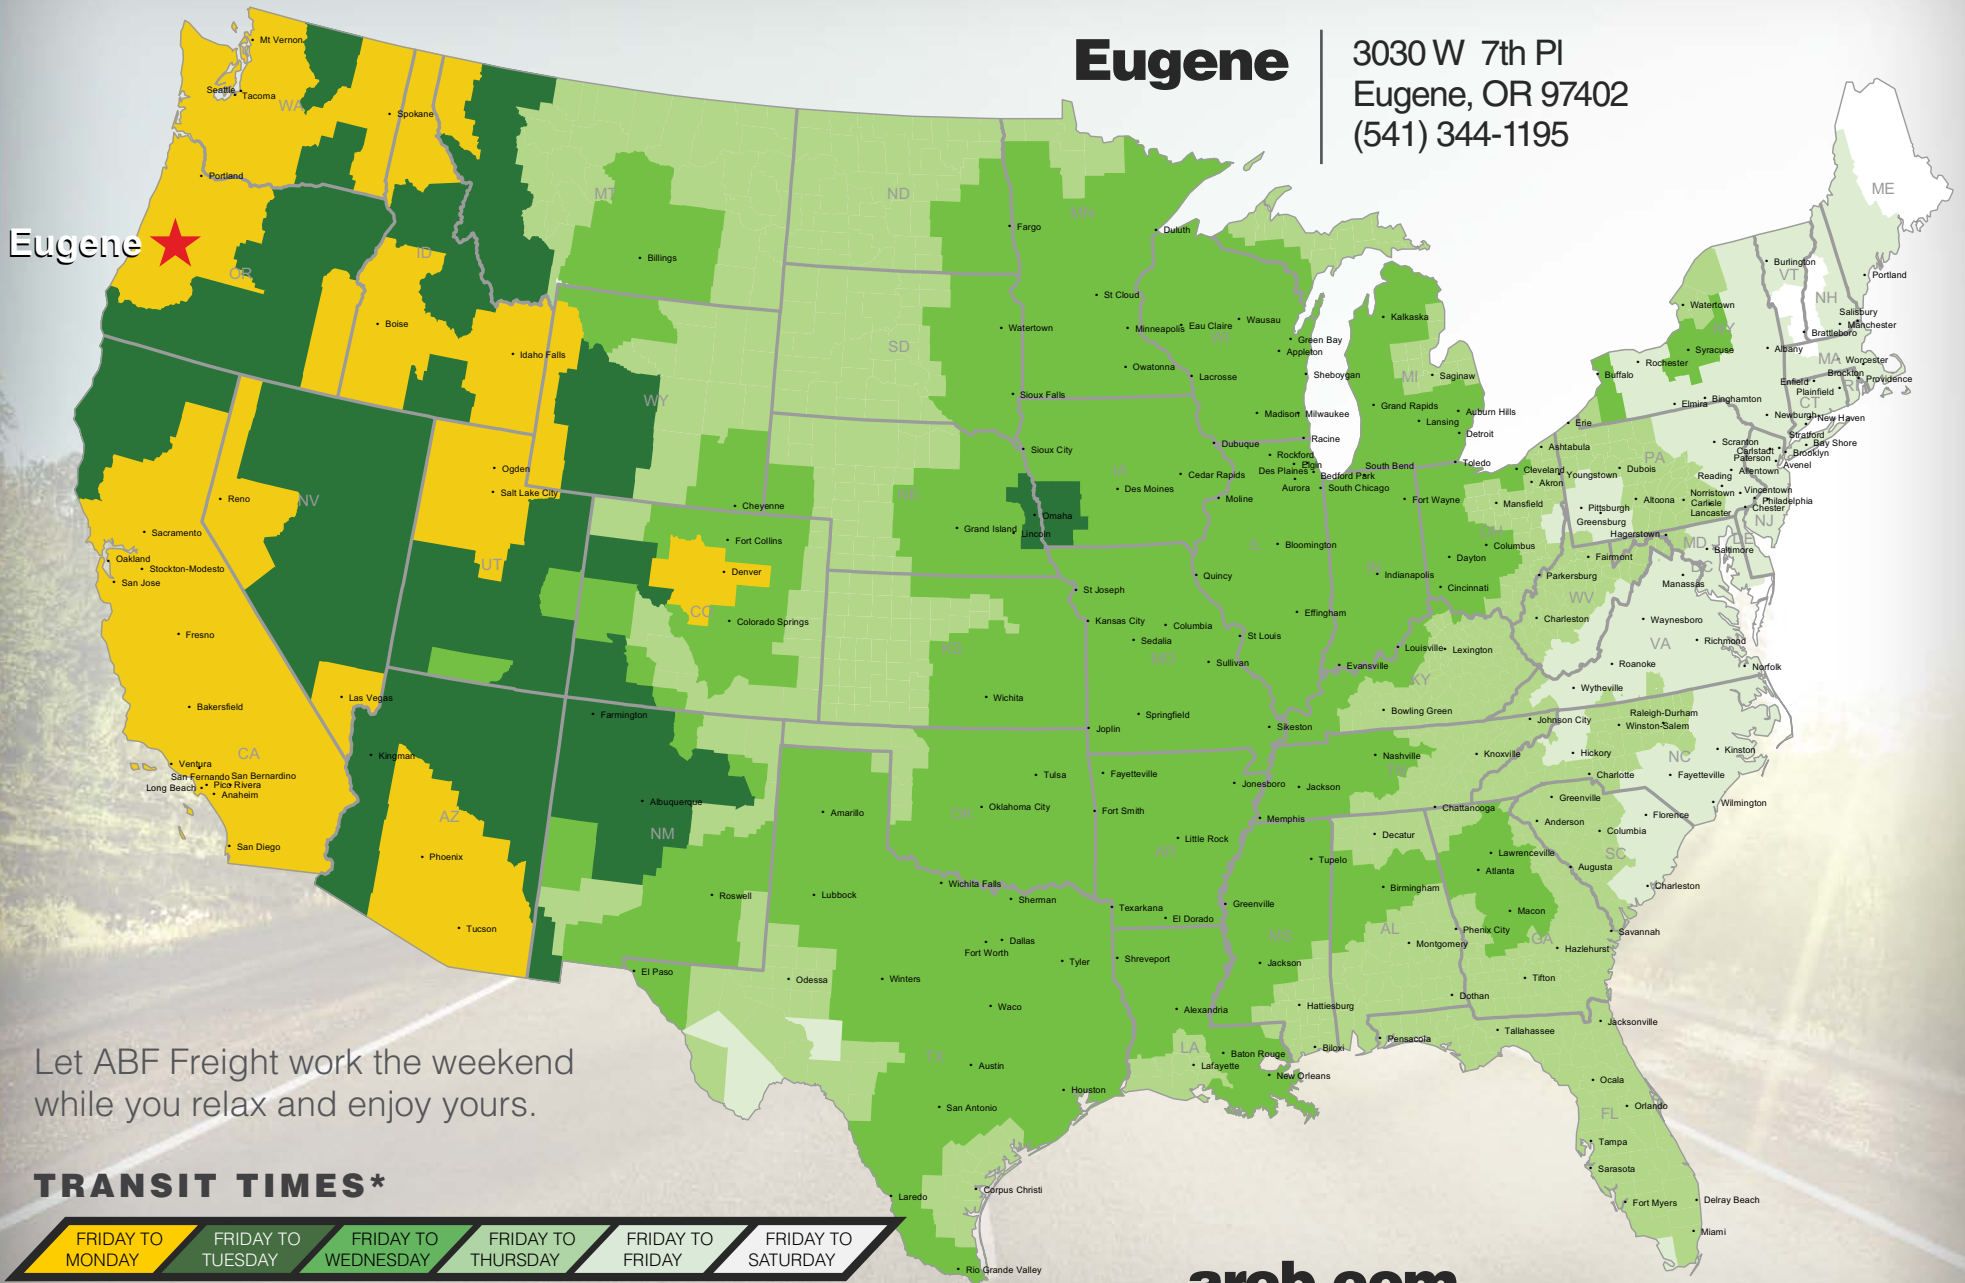 Eugene
3030 W 7th Pl
Eugene, OR 97402
(541) 344-1195
Eugene
WA
Mt Vernon
Seattle
Tacoma
Spokane
Portland
OR
ID
Boise
Idaho Falls
MT
Billings
ND
Fargo
MN
Duluth
St Cloud
Minneapolis
Owatonna
Watertown
SD
Sioux Falls
Eau Claire
Wausau
Green Bay
Appleton
Sheboygan
Lacrosse
Madison
Milwaukee
Racine
MI
Kalkaska
Saginaw
Grand Rapids
Lansing
Auburn Hills
Detroit
WY
Cheyenne
NV
Reno
Las Vegas
UT
Ogden
Salt Lake City
CO
Fort Collins
Denver
Colorado Springs
NE
Grand Island
Lincoln
Omaha
Sioux City
IA
Des Moines
Cedar Rapids
Dubuque
Moline
Rockford
Elgin
Des Plaines
Aurora
Bedford Park
South Chicago
South Bend
Fort Wayne
Bloomington
Quincy
Effingham
Indianapolis
Evansville
Toledo
Cleveland
Akron
Mansfield
Youngstown
Columbus
Dayton
Cincinnati
CA
Sacramento
Oakland
Stockton-Modesto
San Jose
Fresno
Bakersfield
Ventura
San Fernando
San Bernardino
Long Beach
Pico Rivera
Anaheim
San Diego
AZ
Kingman
Phoenix
Tucson
NM
Farmington
Albuquerque
Roswell
KS
Wichita
MO
St Joseph
Kansas City
Columbia
Sedalia
St Louis
Sullivan
Springfield
Joplin
Sikeston
OK
Tulsa
Oklahoma City
AR
Fayetteville
Fort Smith
Jonesboro
Little Rock
El Dorado
Texarkana
TX
Amarillo
Lubbock
Wichita Falls
Sherman
Dallas
Fort Worth
Tyler
El Paso
Odessa
Winters
Waco
Austin
Houston
San Antonio
Corpus Christi
Laredo
Rio Grande Valley
LA
Shreveport
Alexandria
Baton Rouge
Lafayette
New Orleans
MS
Greenville
Tupelo
Jackson
Hattiesburg
Biloxi
KY
Louisville
Lexington
Bowling Green
Nashville
Jackson
Memphis
Knoxville
Johnson City
Chattanooga
AL
Decatur
Birmingham
Montgomery
Dothan
GA
Lawrenceville
Atlanta
Macon
Phenix City
Augusta
Hazlehurst
Savannah
Tifton
FL
Pensacola
Tallahassee
Jacksonville
Ocala
Orlando
Tampa
Sarasota
Fort Myers
Delray Beach
Miami
SC
Greenville
Anderson
Columbia
Florence
Charleston
NC
Raleigh-Durham
Winston-Salem
Hickory
Charlotte
Fayetteville
Kinston
Wilmington
VA
Manassas
Waynesboro
Richmond
Roanoke
Norfolk
Wytheville
WV
Fairmont
Parkersburg
Charleston
MD
DC
DE
Hagerstown
Baltimore
PA
Erie
Ashtabula
Dubois
Altoona
Pittsburgh
Greensburg
Scranton
Reading
Allentown
Norristown
Carlisle
Lancaster
Philadelphia
Chester
NJ
Vincentown
Carlstadt
Paterson
Avenel
NY
Watertown
Syracuse
Rochester
Buffalo
Elmira
Binghamton
Albany
Newburgh
Brooklyn
Bay Shore
VT
Burlington
Brattleboro
NH
Salisbury
Manchester
ME
Portland
MA
Worcester
Brockton
RI
Providence
CT
Enfield
Plainfield
New Haven
Stratford
Let ABF Freight work the weekend
while you relax and enjoy yours.
TRANSIT TIMES*
FRIDAY TO
MONDAY
FRIDAY TO
TUESDAY
FRIDAY TO
WEDNESDAY
FRIDAY TO
THURSDAY
FRIDAY TO
FRIDAY
FRIDAY TO
SATURDAY
arcb.com